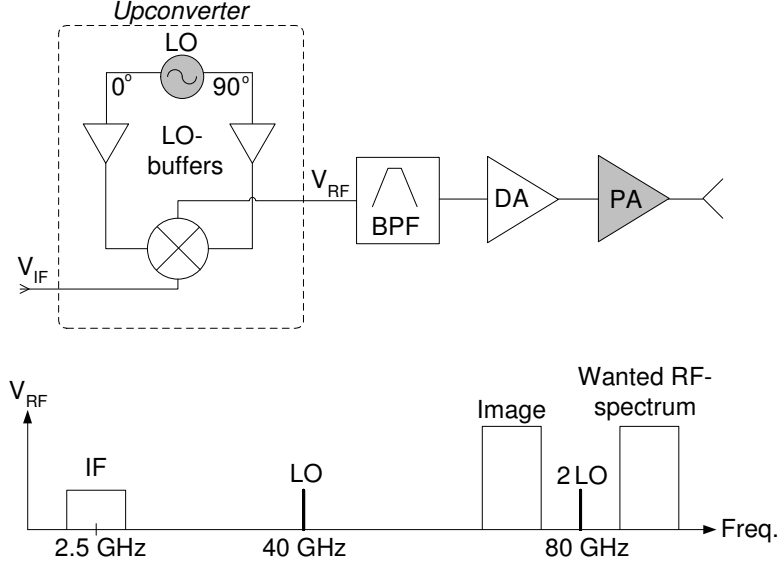 Upconverter
LO
0° 90°
LO-
buffers
V_RF
BPF
DA
PA
V_IF
V_RF
Wanted RF-
spectrum
Image
IF
LO
2 LO
Freq.
2.5 GHz
40 GHz
80 GHz